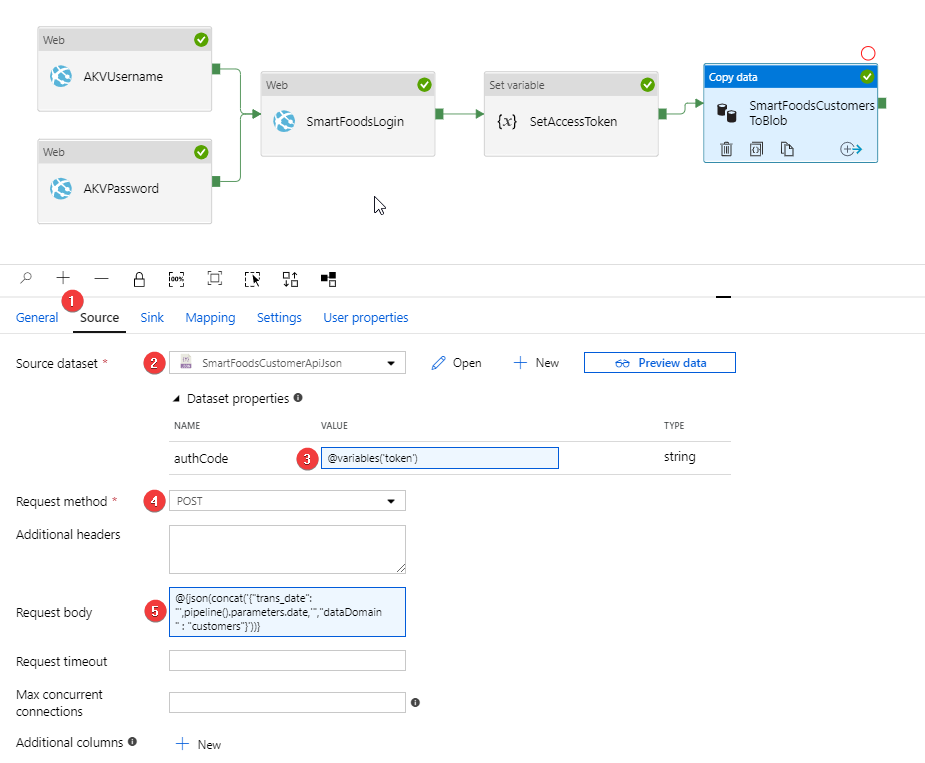 Web
AKVUsername
Web
AKVPassword
Web
SmartFoodsLogin
Set variable
{x} SetAccessToken
Copy data
SmartFoodsCustomers
ToBlob
100%
1
General Source Sink Mapping Settings User properties
Source dataset * 2 SmartFoodsCustomerApiJson Open New Preview data
Dataset properties
NAME VALUE TYPE
authCode 3 @variables('token') string
Request method * 4 POST
Additional headers
Request body 5
@{json(concat('{"trans_date":
"',pipeline().parameters.date,'","dataDomain
" : "customers"}'))}
Request timeout
Max concurrent
connections
Additional columns New